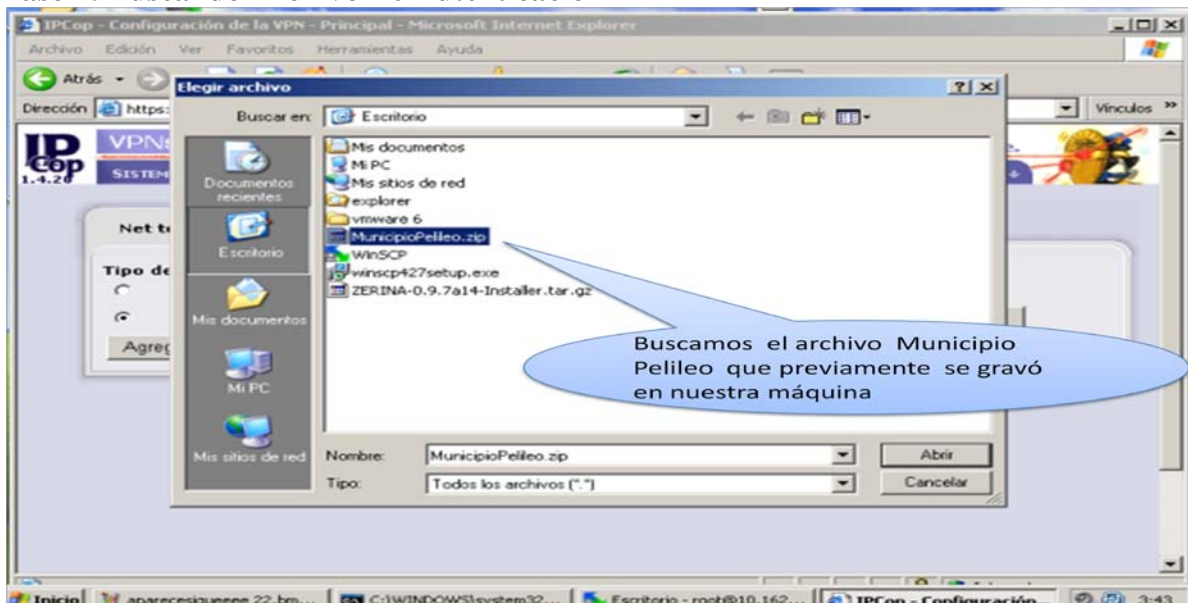 IPCop - Configuración de la VPN - Principal - Microsoft Internet Explorer
Archivo Edición Ver Favoritos Herramientas Ayuda
Atrás
Elegir archivo
Dirección https:
Vínculos »
Buscar en: Escritorio
IPCop
1.4.20
VPNs
SISTEM
Net t
Tipo de
Agreg
Documentos recientes
Escritorio
Mis documentos
Mi PC
Mis sitios de red
Mis documentos
Mi PC
Mis sitios de red
explorer
vmware 6
MunicipioPelileo.zip
WinSCP
winscp427setup.exe
ZERINA-0.9.7a14-Installer.tar.gz
Buscamos el archivo Municipio
Pelileo que previamente se gravó
en nuestra máquina
Nombre: MunicipioPelileo.zip Abrir
Tipo: Todos los archivos (*.*) Cancelar
Inicio aparecesiqueeee 22.bm... C:\WINDOWS\system32... Escritorio - root@10.162... IPCop - Configuración 3:43